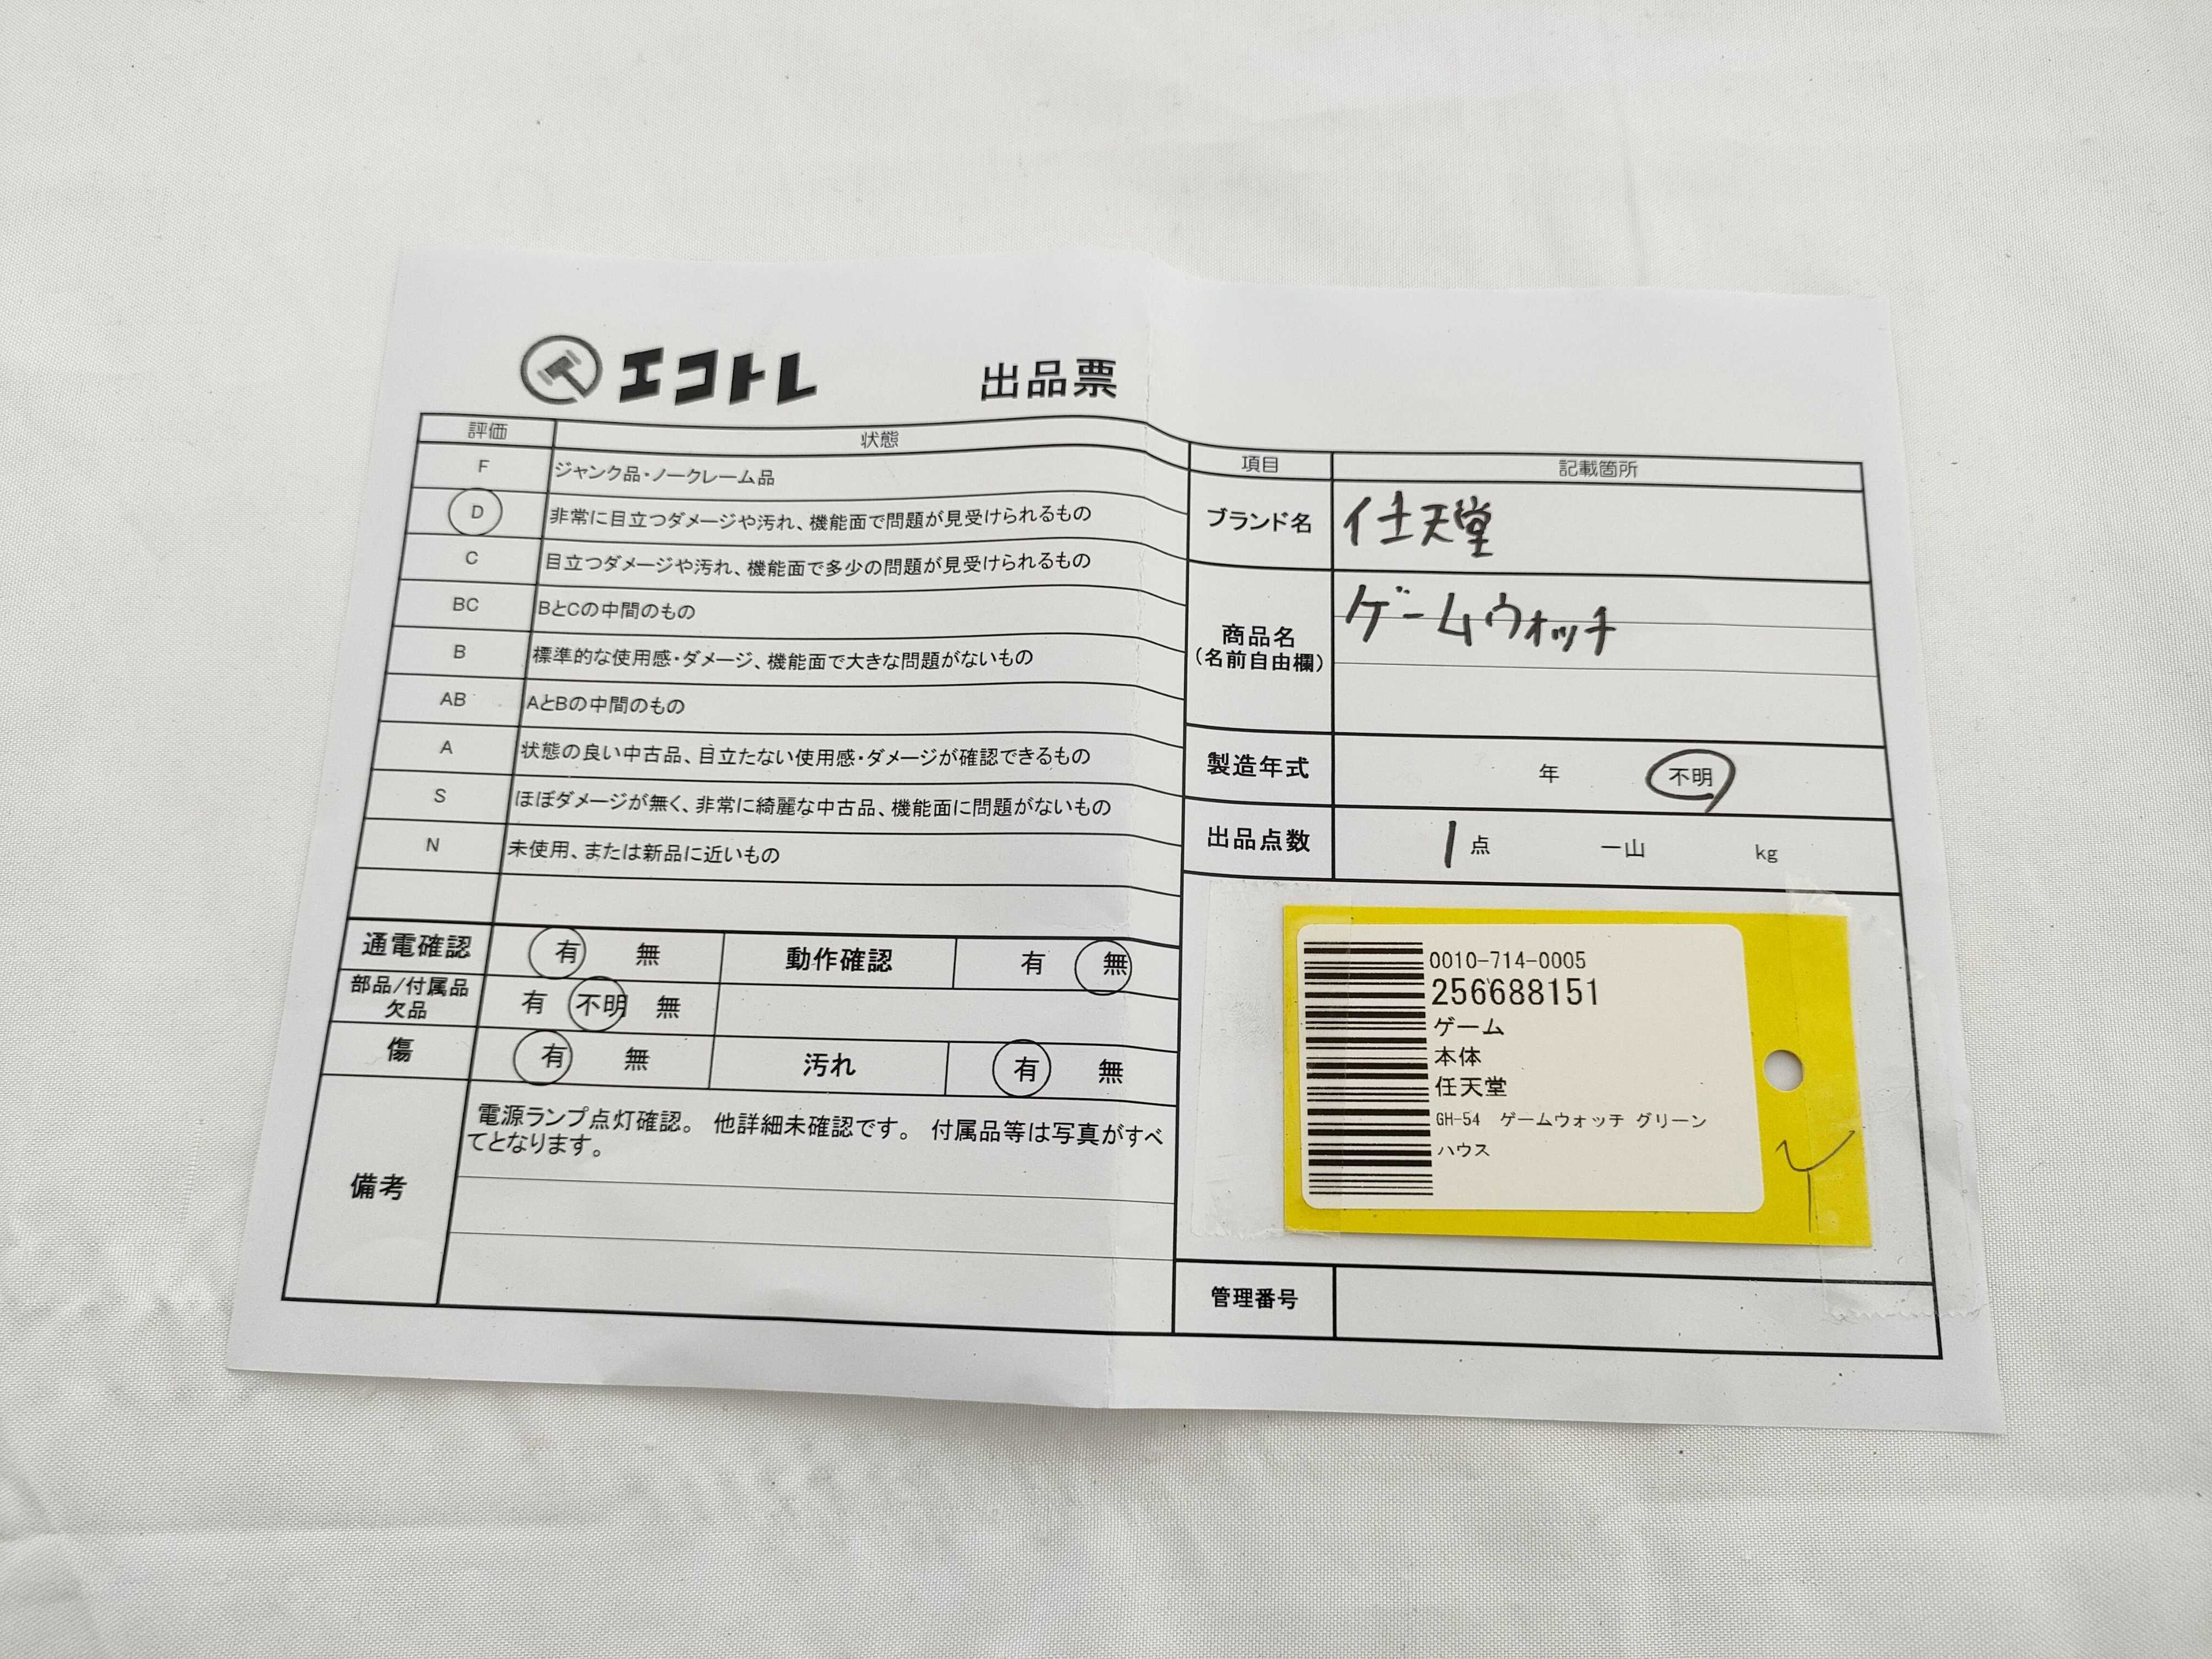 エコトレ 出品票
評価 状態
F ジャンク品・ノークレーム品
D 非常に目立つダメージや汚れ、機能面で問題が見受けられるもの
C 目立つダメージや汚れ、機能面で多少の問題が見受けられるもの
BC BとCの中間のもの
B 標準的な使用感・ダメージ、機能面で大きな問題がないもの
AB AとBの中間のもの
A 状態の良い中古品、目立たない使用感・ダメージが確認できるもの
S ほぼダメージが無く、非常に綺麗な中古品、機能面に問題がないもの
N 未使用、または新品に近いもの
通電確認 有 無 動作確認 有 無
部品/付属品
欠品 有 不明 無
傷 有 無 汚れ 有 無
備考
電源ランプ点灯確認。 他詳細未確認です。 付属品等は写真がすべ
てとなります。
項目 記載箇所
ブランド名 任天堂
商品名
(名前自由欄) ゲームウォッチ
製造年式 年 不明
出品点数 1 点 一山 kg
0010-714-0005
256688151
ゲーム
本体
任天堂
GH-54 ゲームウォッチ グリーン
ハウス
管理番号